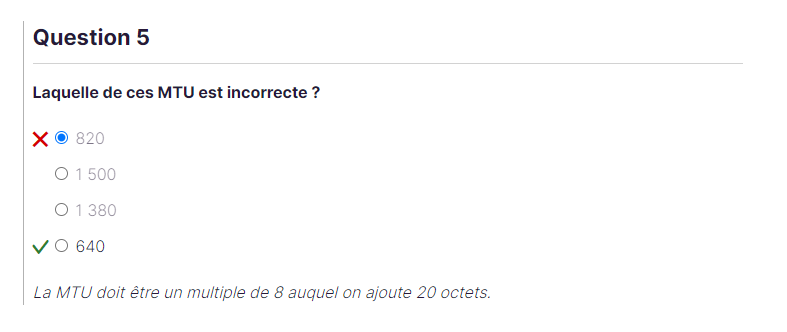 Question 5
Laquelle de ces MTU est incorrecte ?
820
1 500
1 380
640
La MTU doit être un multiple de 8 auquel on ajoute 20 octets.